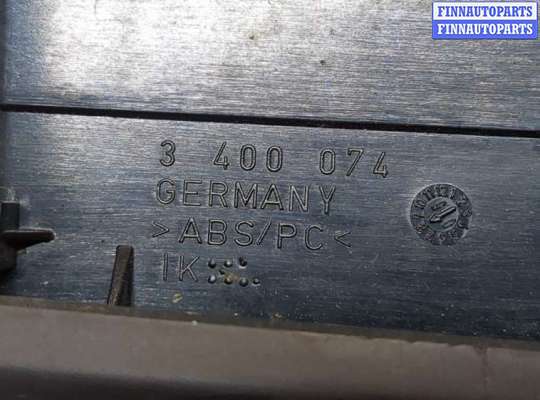 FINNAUTOPARTS
FINNAUTOPARTS
3 400 074
GERMANY
>ABS/PC<
IK